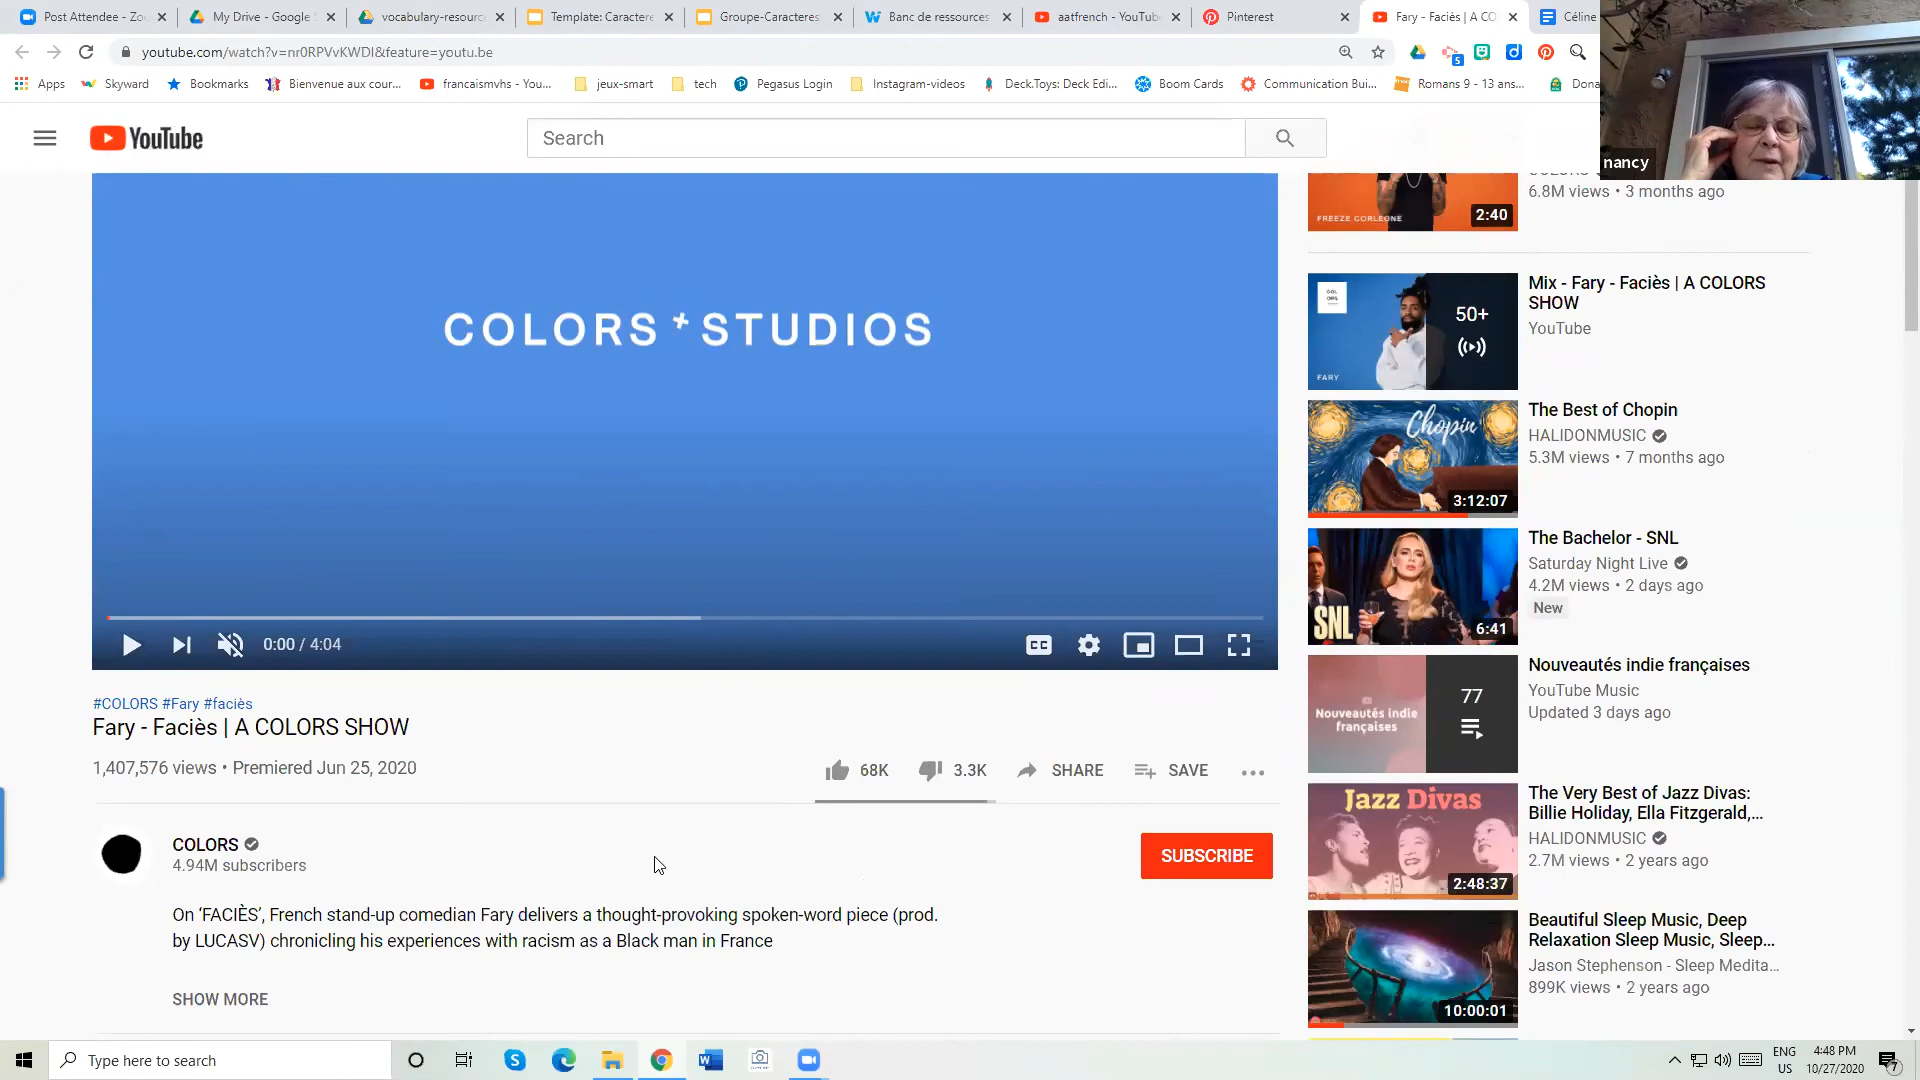 Post Attendee - Zo
My Drive - Google
vocabulary-resourc
Template: Caractere
Groupe-Caracteres
Banc de ressources
aatfrench - YouTub
Pinterest
Fary - Faciès | A CO
Céline
youtube.com/watch?v=nr0RPVvKWDI&feature=youtu.be
5
Apps
Skyward
Bookmarks
Bienvenue aux cour...
francaismvhs - You...
jeux-smart
tech
Pegasus Login
Instagram-videos
Deck.Toys: Deck Edi...
Boom Cards
Communication Bui...
Romans 9 - 13 ans...
Dona
YouTube
Search
nancy
COLORS + STUDIOS
0:00 / 4:04
CC
#COLORS #Fary #faciès
Fary - Faciès | A COLORS SHOW
1,407,576 views • Premiered Jun 25, 2020
68K
3.3K
SHARE
SAVE
COLORS
4.94M subscribers
SUBSCRIBE
On ‘FACIÈS’, French stand-up comedian Fary delivers a thought-provoking spoken-word piece (prod.
by LUCASV) chronicling his experiences with racism as a Black man in France
SHOW MORE
FREEZE CORLEONE
2:40
6.8M views • 3 months ago
COL
ORS
FARY
50+
Mix - Fary - Faciès | A COLORS
SHOW
YouTube
Chopin
3:12:07
The Best of Chopin
HALIDONMUSIC
5.3M views • 7 months ago
SNL
6:41
The Bachelor - SNL
Saturday Night Live
4.2M views • 2 days ago
New
Nouveautés indie
françaises
77
Nouveautés indie françaises
YouTube Music
Updated 3 days ago
Jazz Divas
2:48:37
The Very Best of Jazz Divas:
Billie Holiday, Ella Fitzgerald,...
HALIDONMUSIC
2.7M views • 2 years ago
10:00:01
Beautiful Sleep Music, Deep
Relaxation Sleep Music, Sleep...
Jason Stephenson - Sleep Medita...
899K views • 2 years ago
Type here to search
ENG
US
4:48 PM
10/27/2020
7